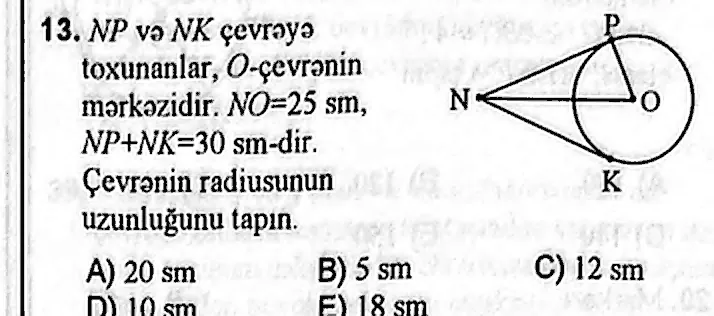 13. NP və NK çevrəyə
toxunanlar, O-çevrənin
mərkəzidir. NO=25 sm,
NP+NK=30 sm-dir.
Çevrənin radiusunun
uzunluğunu tapın.
P
N
O
K
A) 20 sm B) 5 sm C) 12 sm
D) 10 sm E) 18 sm